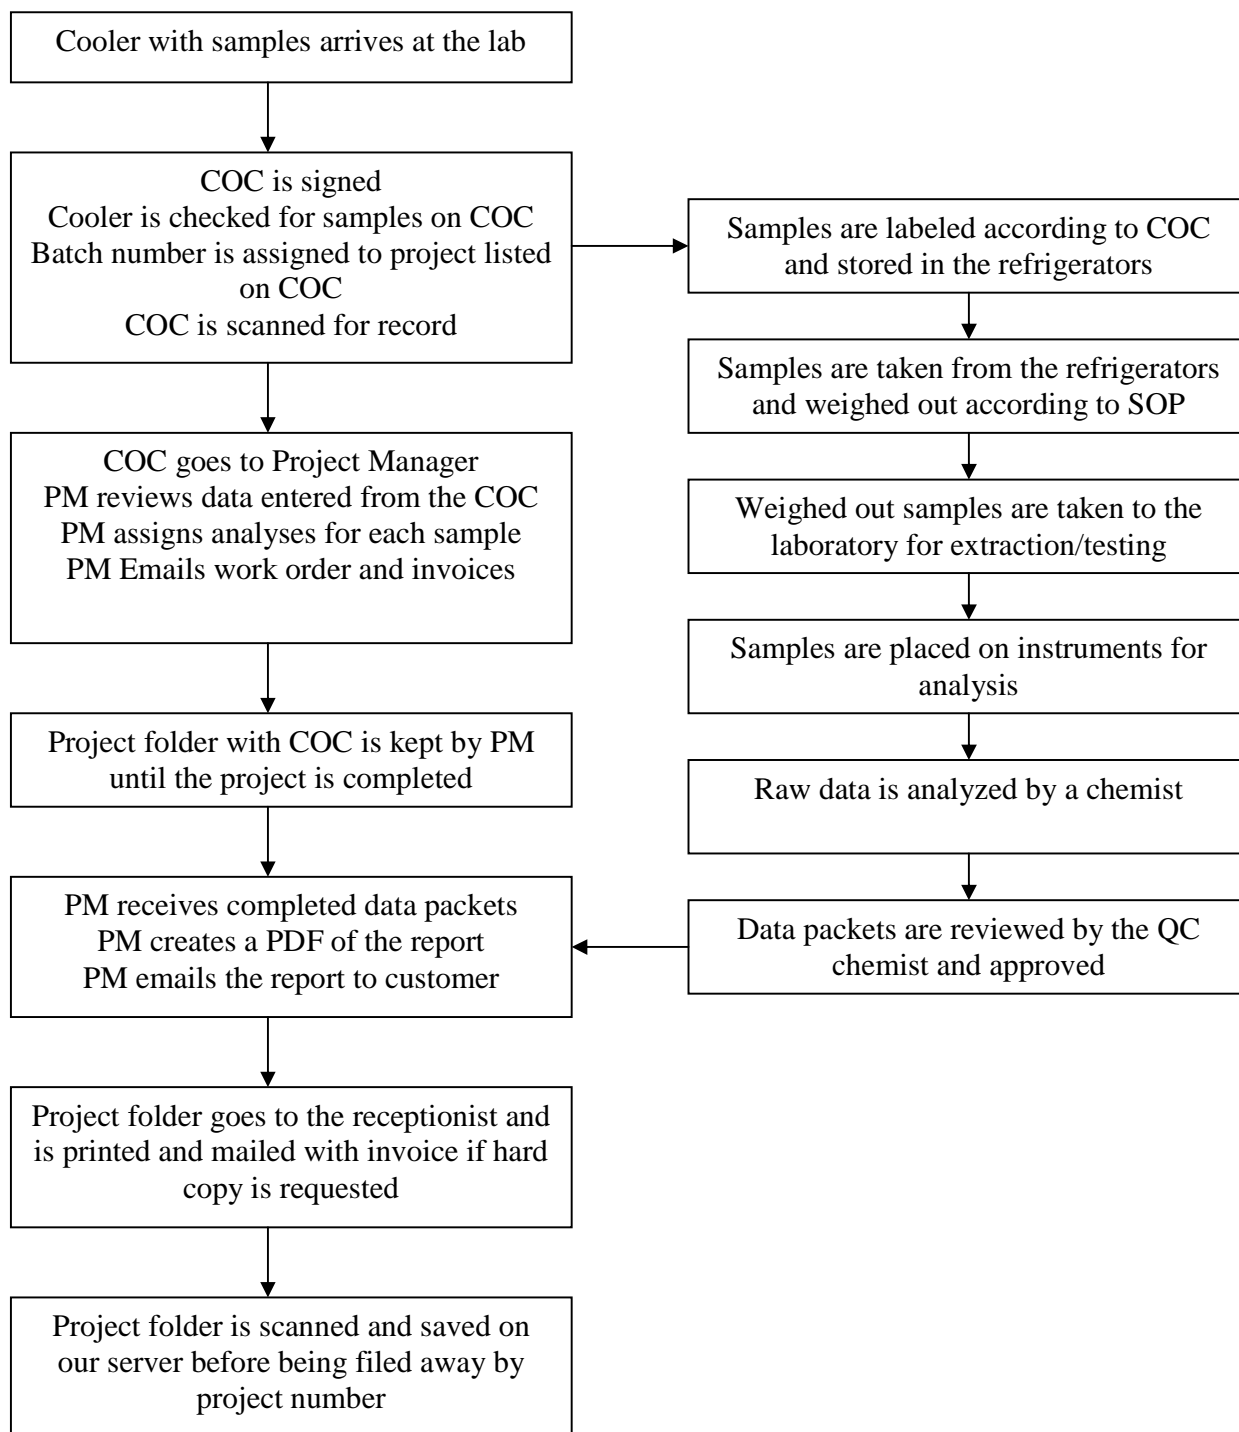 Cooler with samples arrives at the lab
COC is signed
Cooler is checked for samples on COC
Batch number is assigned to project listed
on COC
COC is scanned for record
Samples are labeled according to COC
and stored in the refrigerators
Samples are taken from the refrigerators
and weighed out according to SOP
COC goes to Project Manager
PM reviews data entered from the COC
PM assigns analyses for each sample
PM Emails work order and invoices
Weighed out samples are taken to the
laboratory for extraction/testing
Samples are placed on instruments for
analysis
Project folder with COC is kept by PM
until the project is completed
Raw data is analyzed by a chemist
PM receives completed data packets
PM creates a PDF of the report
PM emails the report to customer
Data packets are reviewed by the QC
chemist and approved
Project folder goes to the receptionist and
is printed and mailed with invoice if hard
copy is requested
Project folder is scanned and saved on
our server before being filed away by
project number